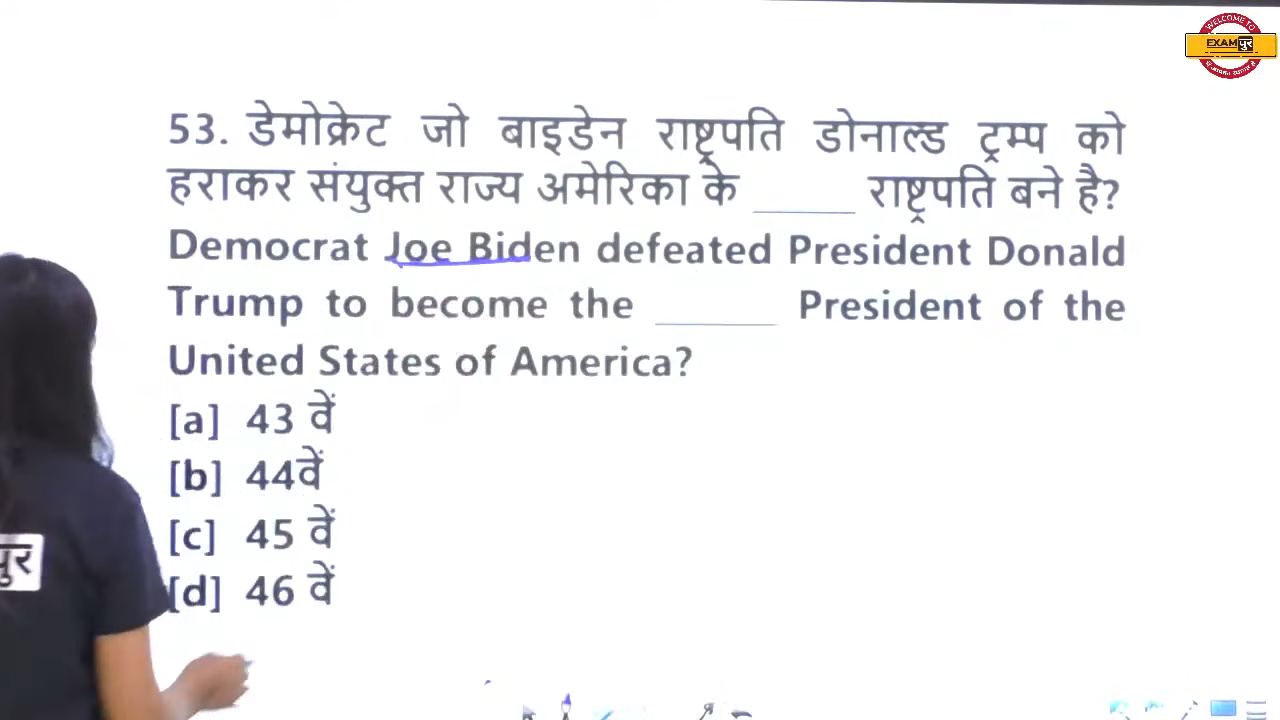 WELCOME TO
EXAMपुर
53. डेमोक्रेट जो बाइडेन राष्ट्रपति डोनाल्ड ट्रम्प को
हराकर संयुक्त राज्य अमेरिका के ______ राष्ट्रपति बने है?
Democrat Joe Biden defeated President Donald
Trump to become the ______ President of the
United States of America?
[a] 43 वें
[b] 44वें
[c] 45 वें
[d] 46 वें
पुर